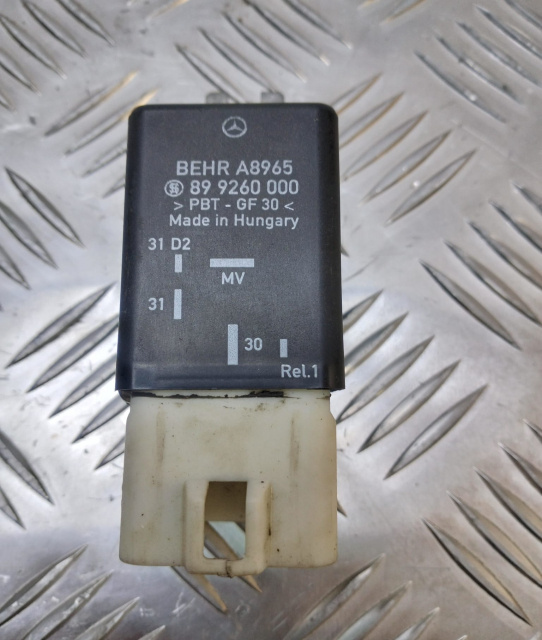 BEHR A8965
89 9260 000
> PBT - GF 30 <
Made in Hungary
31 D2
MV
31
30
Rel.1